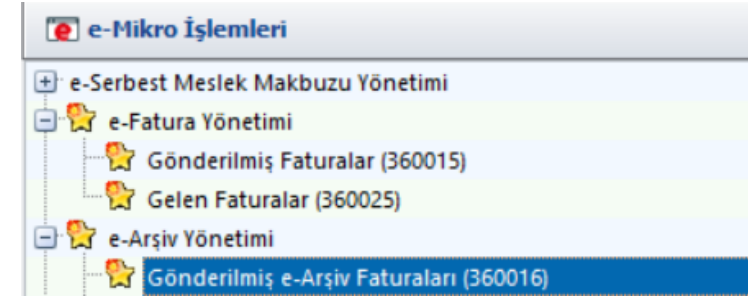 e-Mikro İşlemleri
e-Serbest Meslek Makbuzu Yönetimi
e-Fatura Yönetimi
Gönderilmiş Faturalar (360015)
Gelen Faturalar (360025)
e-Arşiv Yönetimi
Gönderilmiş e-Arşiv Faturaları (360016)